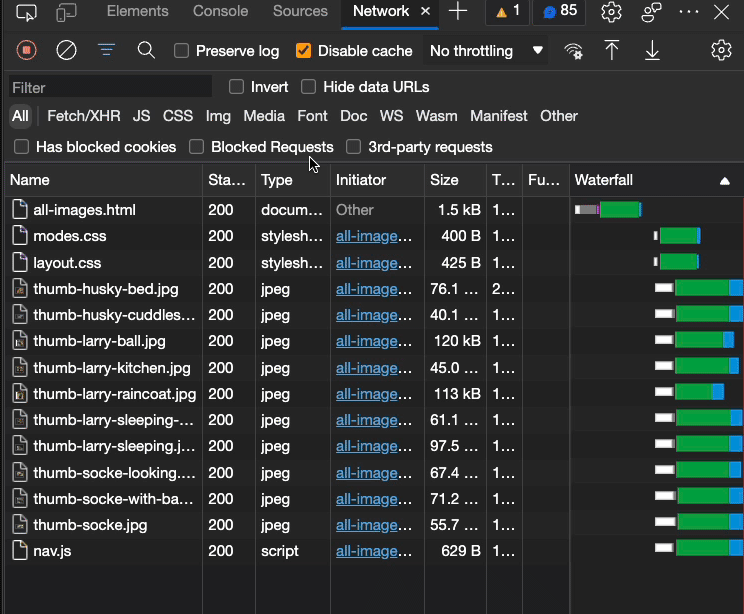 Elements Console Sources Network × 1 85
Preserve log Disable cache No throttling
Filter Invert Hide data URLs
All Fetch/XHR JS CSS Img Media Font Doc WS Wasm Manifest Other
Has blocked cookies Blocked Requests 3rd-party requests
Name Sta... Type Initiator Size T... Fu... Waterfall
all-images.html 200 docum... Other 1.5 kB 1...
modes.css 200 stylesh... all-image... 400 B 1...
layout.css 200 stylesh... all-image... 425 B 1...
thumb-husky-bed.jpg 200 jpeg all-image... 76.1 ... 2...
thumb-husky-cuddles... 200 jpeg all-image... 40.1 ... 1...
thumb-larry-ball.jpg 200 jpeg all-image... 120 kB 1...
thumb-larry-kitchen.jpg 200 jpeg all-image... 45.0 ... 1...
thumb-larry-raincoat.jpg 200 jpeg all-image... 113 kB 1...
thumb-larry-sleeping-... 200 jpeg all-image... 61.1 ... 1...
thumb-larry-sleeping.j... 200 jpeg all-image... 97.5 ... 1...
thumb-socke-looking.... 200 jpeg all-image... 67.4 ... 1...
thumb-socke-with-ba... 200 jpeg all-image... 71.2 ... 1...
thumb-socke.jpg 200 jpeg all-image... 55.7 ... 1...
nav.js 200 script all-image... 629 B 1...